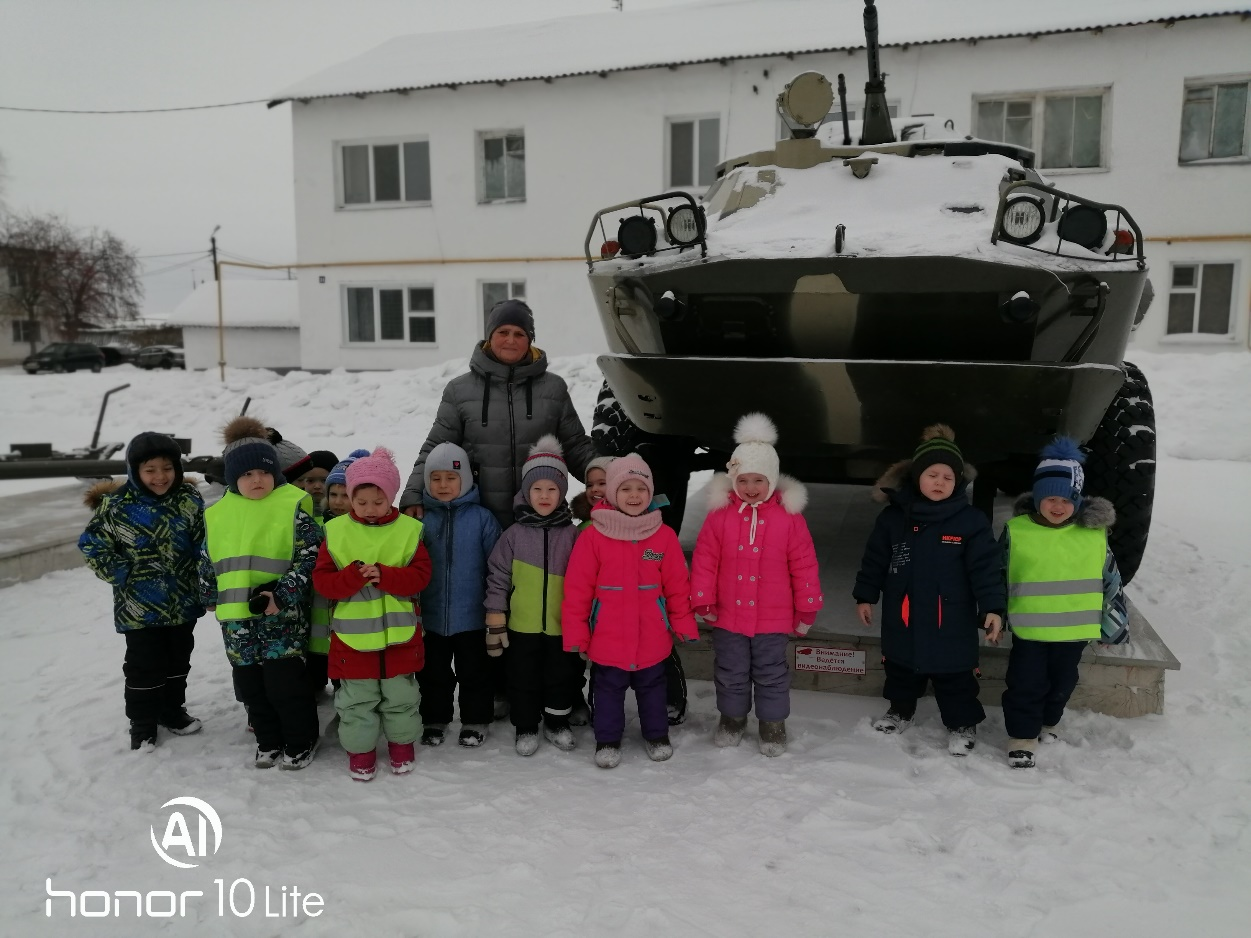 Внимание!
Ведётся
видеонаблюдение
AI
honor 10 Lite